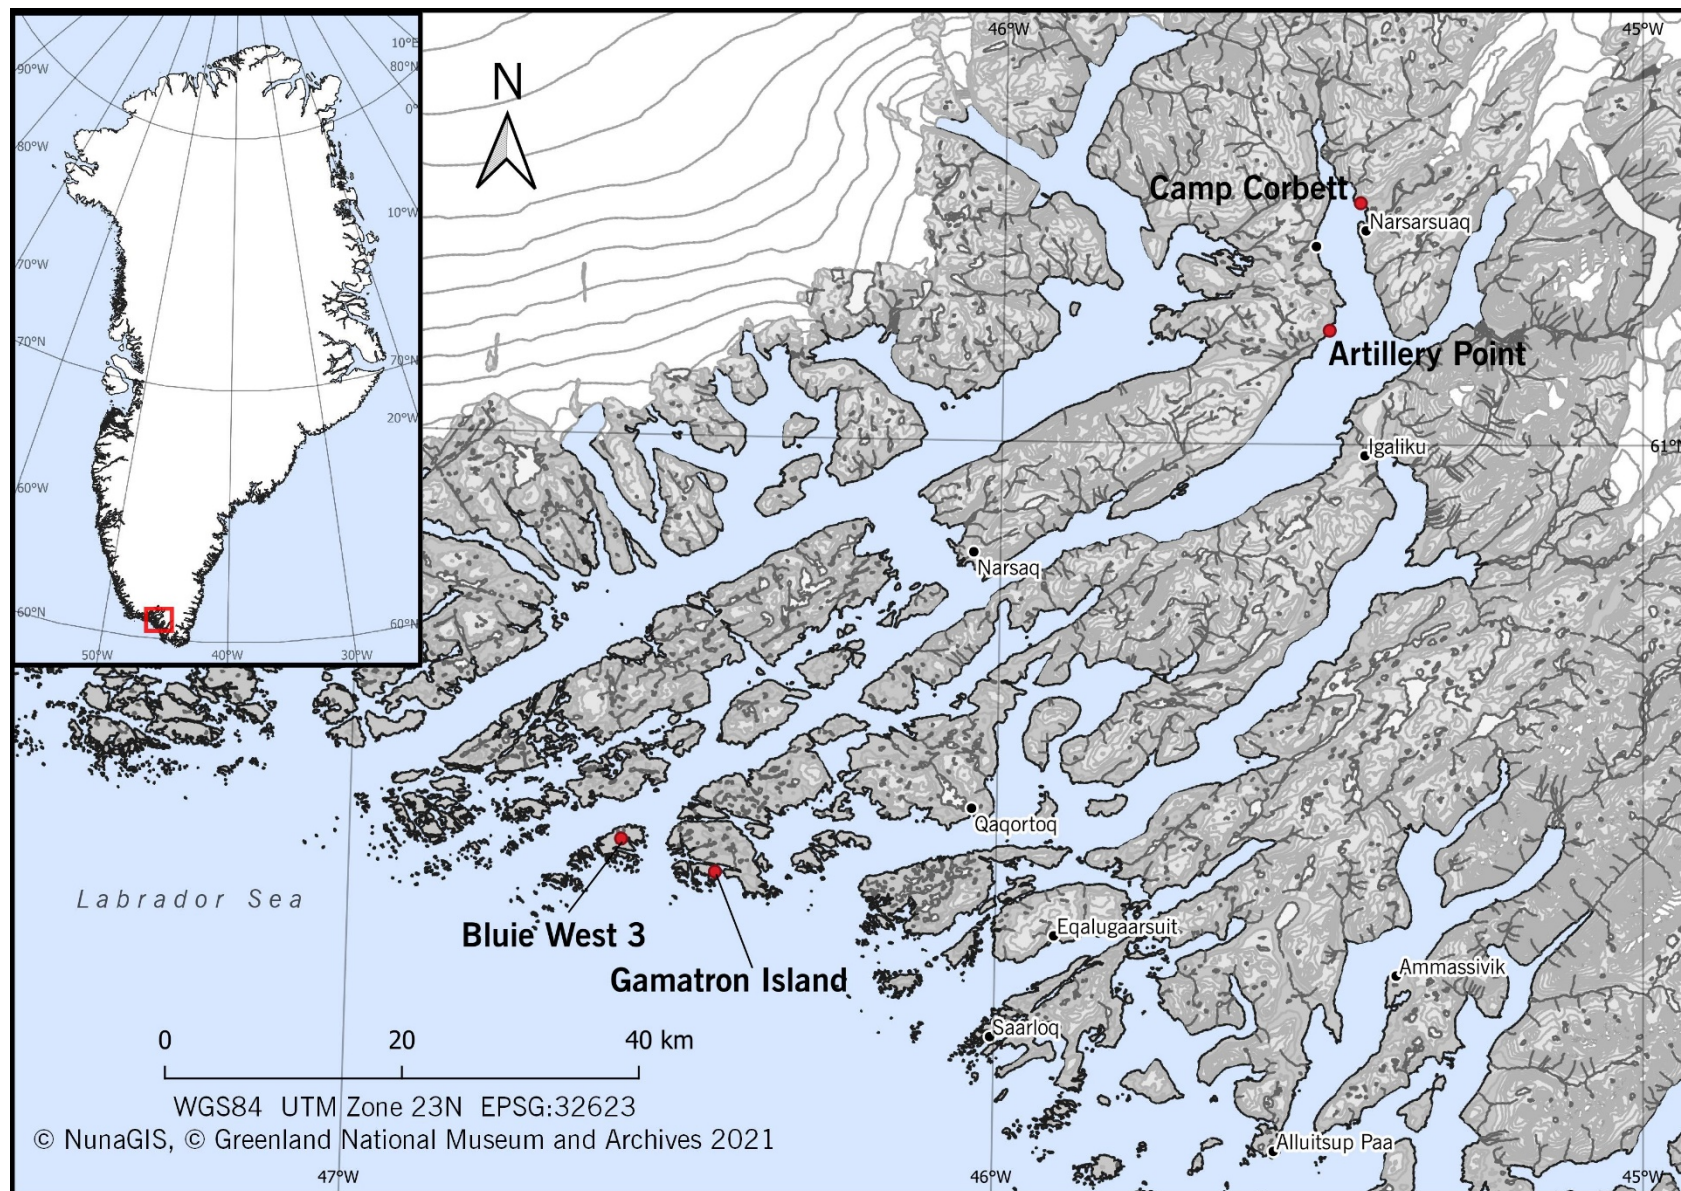 10°E
80°N
90°W
0°
80°W
10°W
70°W
70°N
70°N
20°W
60°W
60°N
60°N
50°W
40°W
30°W
N
46°W
45°W
Camp Corbett
Narsarsuaq
Artillery Point
61°N
Igaliku
Narsaq
Qaqortoq
Labrador Sea
Bluie West 3
Gamatron Island
Eqalugaarsuit
Ammassivik
Saarloq
0 20 40 km
WGS84 UTM Zone 23N EPSG:32623
© NunaGIS, © Greenland National Museum and Archives 2021
Alluitsup Paa
47°W
46°W
45°W